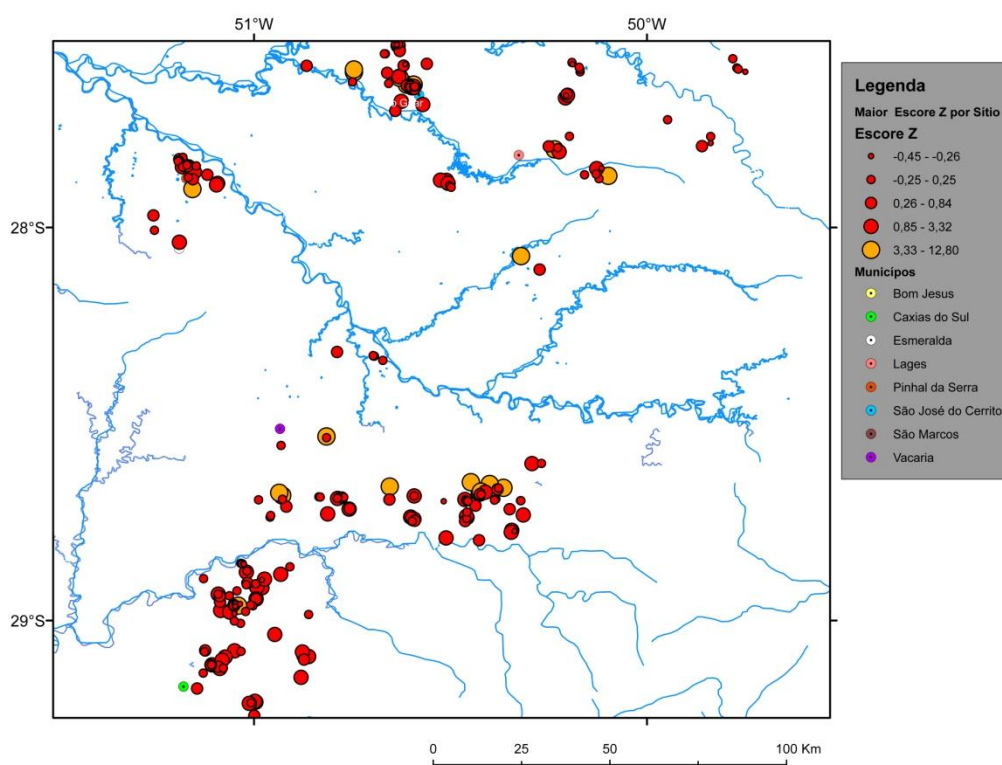 51°W
50°W
28°S
29°S
Legenda
Maior Escore Z por Sítio
Escore Z
-0,45 - -0,26
-0,25 - 0,25
0,26 - 0,84
0,85 - 3,32
3,33 - 12,80
Municípos
Bom Jesus
Caxias do Sul
Esmeralda
Lages
Pinhal da Serra
São José do Cerrito
São Marcos
Vacaria
0 25 50 100 Km